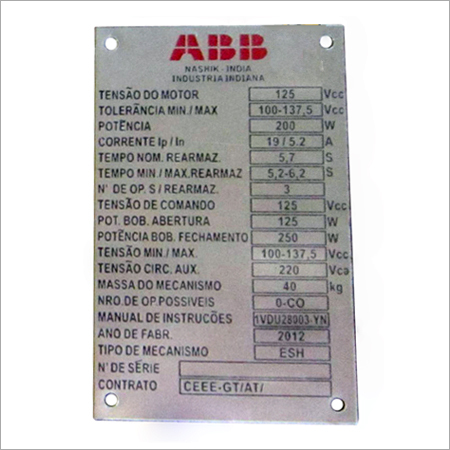 ABB
NASHIK - INDIA
INDUSTRIA INDIANA
TENSÃO DO MOTOR 125 Vcc
TOLERÂNCIA MIN./ MAX 100-137,5 Vcc
POTÊNCIA 200 W
CORRENTE Ip / In 19 / 5.2 A
TEMPO NOM. REARMAZ. 5,7 S
TEMPO MIN./ MAX.REARMAZ 5,2-6,2 S
N° DE OP. S / REARMAZ. 3
TENSÃO DE COMANDO 125 Vcc
POT. BOB. ABERTURA 125 W
POTÊNCIA BOB. FECHAMENTO 250 W
TENSÃO MIN./ MAX. 100-137,5 Vcc.
TENSÃO CIRC. AUX. 220 Vca
MASSA DO MECANISMO 40 kg
NRO.DE OP.POSSIVEIS 0-CO
MANUAL DE INSTRUCÕES 1VDU28003-YN
ANO DE FABR. 2012
TIPO DE MECANISMO ESH
N° DE SÉRIE
CONTRATO CEEE-GT/AT/